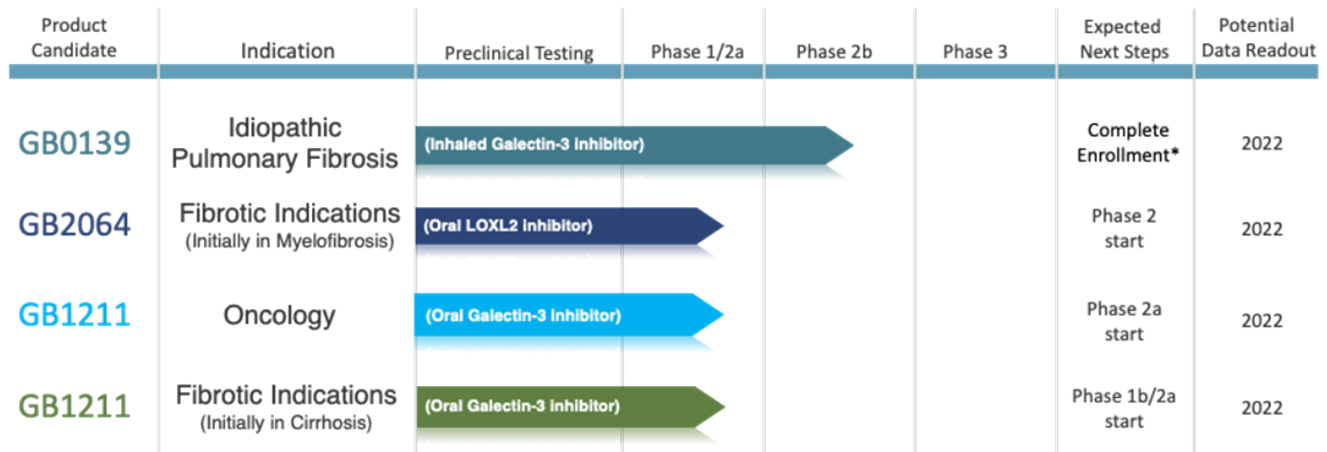 Product
Candidate
Indication
Preclinical Testing
Phase 1/2a
Phase 2b
Phase 3
Expected
Next Steps
Potential
Data Readout
GB0139
Idiopathic
Pulmonary Fibrosis
(Inhaled Galectin-3 inhibitor)
Complete
Enrollment*
2022
GB2064
Fibrotic Indications
(Initially in Myelofibrosis)
(Oral LOXL2 inhibitor)
Phase 2
start
2022
GB1211
Oncology
(Oral Galectin-3 inhibitor)
Phase 2a
start
2022
GB1211
Fibrotic Indications
(Initially in Cirrhosis)
(Oral Galectin-3 inhibitor)
Phase 1b/2a
start
2022